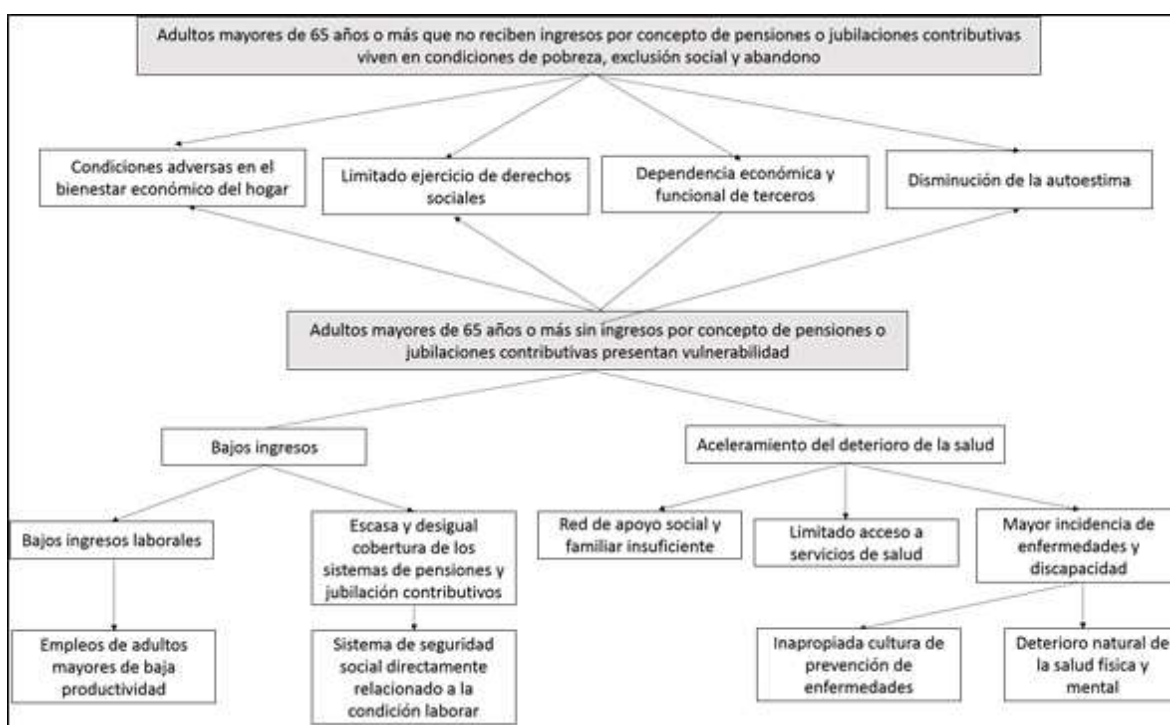 Adultos mayores de 65 años o más que no reciben ingresos por concepto de pensiones o jubilaciones contributivas
viven en condiciones de pobreza, exclusión social y abandono
Condiciones adversas en el
bienestar económico del hogar
Limitado ejercicio de derechos
sociales
Dependencia económica y
funcional de terceros
Disminución de la autoestima
Adultos mayores de 65 años o más sin ingresos por concepto de pensiones o
jubilaciones contributivas presentan vulnerabilidad
Bajos ingresos
Aceleramiento del deterioro de la salud
Bajos ingresos laborales
Escasa y desigual
cobertura de los
sistemas de pensiones y
jubilación contributivos
Red de apoyo social y
familiar insuficiente
Limitado acceso a
servicios de salud
Mayor incidencia de
enfermedades y
discapacidad
Empleos de adultos
mayores de baja
productividad
Sistema de seguridad
social directamente
relacionado a la
condición laborar
Inapropiada cultura de
prevención de
enfermedades
Deterioro natural de
la salud física y
mental